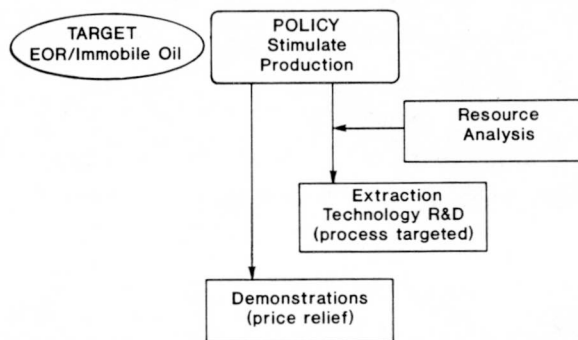 TARGET
EOR/Immobile Oil
POLICY
Stimulate
Production
Resource
Analysis
Extraction
Technology R&D
(process targeted)
Demonstrations
(price relief)